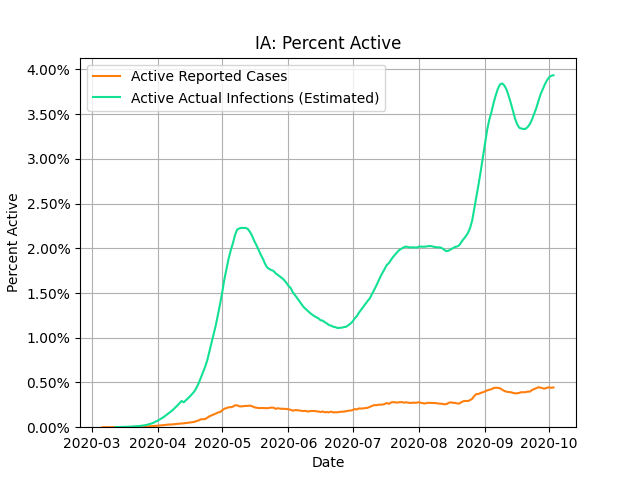 IA: Percent Active
Active Reported Cases
Active Actual Infections (Estimated)
4.00%
3.50%
3.00%
2.50%
2.00%
1.50%
1.00%
0.50%
0.00%
Percent Active
2020-03 2020-04 2020-05 2020-06 2020-07 2020-08 2020-09 2020-10
Date